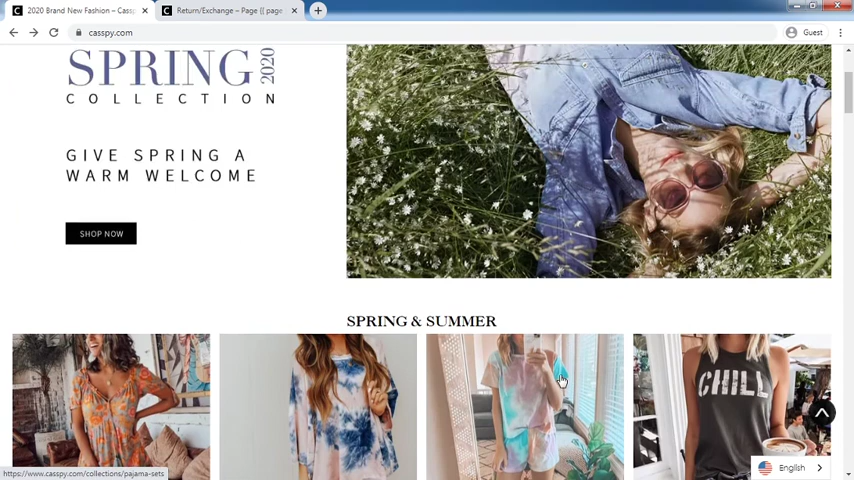 2020 Brand New Fashion – Cassp
Return/Exchange – Page {{ page
casspy.com
Guest
SPRING 2020
COLLECTION
GIVE SPRING A
WARM WELCOME
SHOP NOW
SPRING & SUMMER
CHILL
https://www.casspy.com/collections/pajama-sets
English